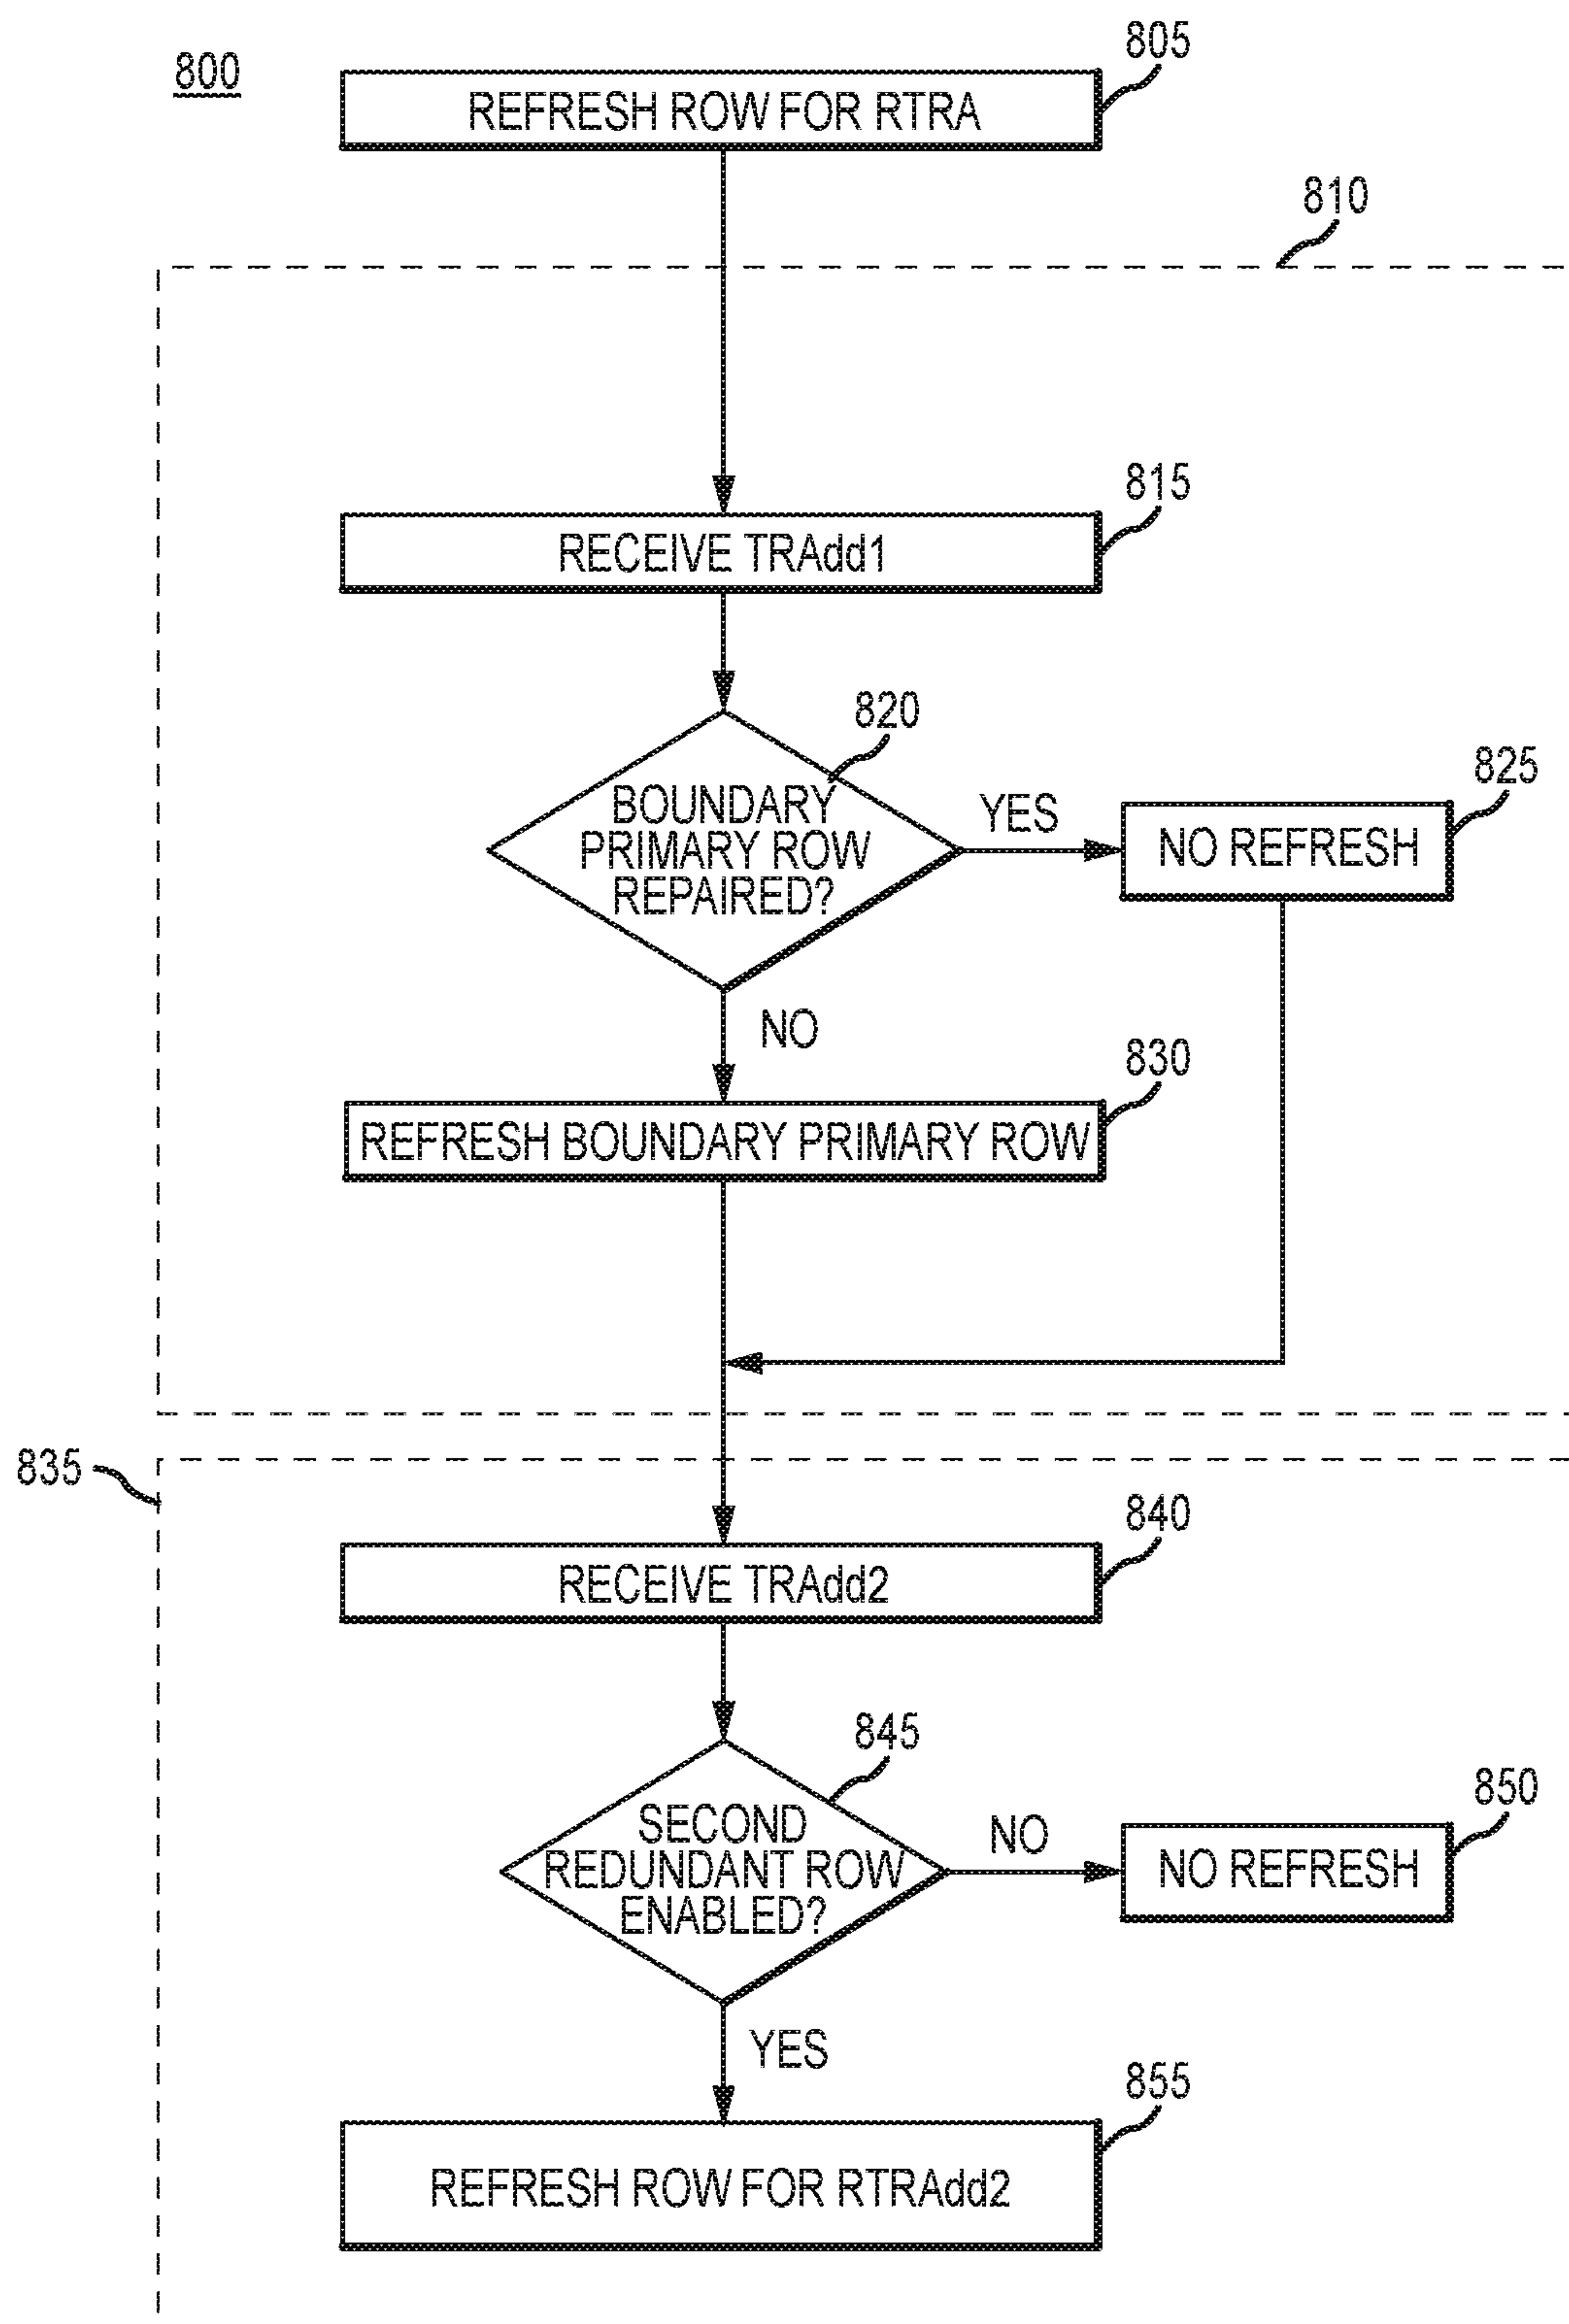 800
805
REFRESH ROW FOR RTRA
810
815
RECEIVE TRAdd1
820
BOUNDARY
PRIMARY ROW
REPAIRED?
YES
825
NO REFRESH
NO
830
REFRESH BOUNDARY PRIMARY ROW
835
840
RECEIVE TRAdd2
845
SECOND
REDUNDANT ROW
ENABLED?
NO
850
NO REFRESH
YES
855
REFRESH ROW FOR RTRAdd2